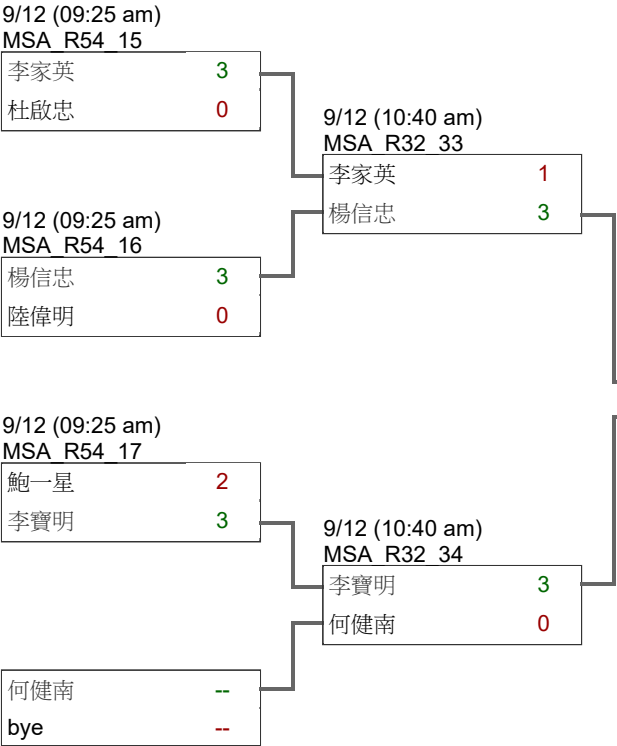 9/12 (09:25 am)
MSA_R54_15
李家英 3
杜啟忠 0
9/12 (10:40 am)
MSA_R32_33
李家英 1
楊信忠 3
9/12 (09:25 am)
MSA_R54_16
楊信忠 3
陸偉明 0
9/12 (09:25 am)
MSA_R54_17
鮑一星 2
李寶明 3
9/12 (10:40 am)
MSA_R32_34
李寶明 3
何健南 0
何健南 --
bye --